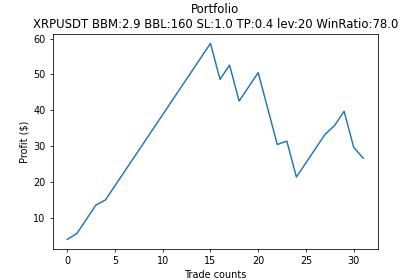 Portfolio
XRPUSDT BBM:2.9 BBL:160 SL:1.0 TP:0.4 lev:20 WinRatio:78.0
60
50
40
30
20
10
Profit ($)
0 5 10 15 20 25 30
Trade counts